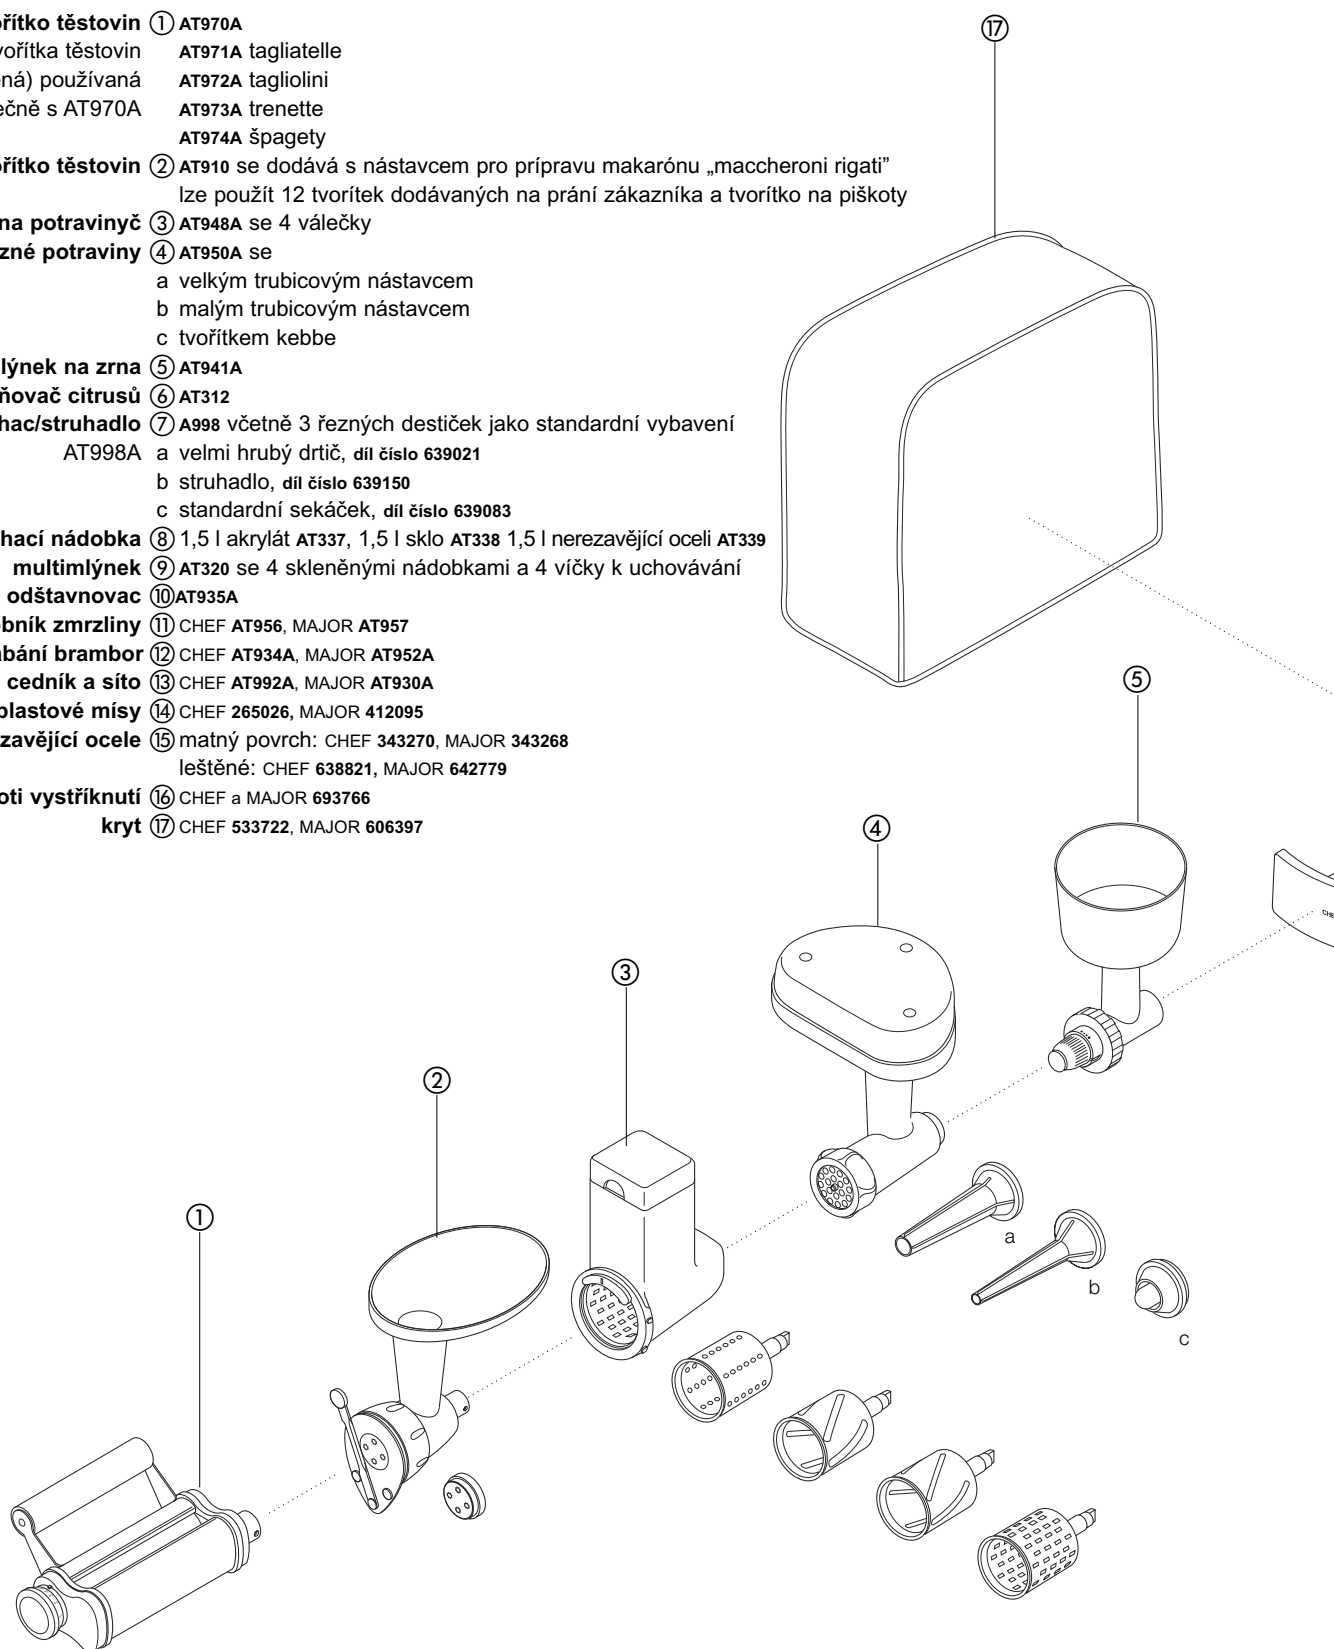 ořítko těstovin ① AT970A
vořítka těstovin AT971A tagliatelle
ená) používaná AT972A tagliolini
ečně s AT970A AT973A trenette
AT974A špagety
ořítko těstovin ② AT910 se dodává s nástavcem pro prípravu makarónu „maccheroni rigati”
lze použít 12 tvorítek dodávaných na prání zákazníka a tvorítko na piškoty
na potravinyč ③ AT948A se 4 válečky
zné potraviny ④ AT950A se
a velkým trubicovým nástavcem
b malým trubicovým nástavcem
c tvořítkem kebbe
lýnek na zrna ⑤ AT941A
ňovač citrusů ⑥ AT312
hac/struhadlo ⑦ A998 včetně 3 řezných destiček jako standardní vybavení
AT998A a velmi hrubý drtič, díl číslo 639021
b struhadlo, díl číslo 639150
c standardní sekáček, díl číslo 639083
hací nádobka ⑧ 1,5 l akrylát AT337, 1,5 l sklo AT338 1,5 l nerezavějící oceli AT339
multimlýnek ⑨ AT320 se 4 skleněnými nádobkami a 4 víčky k uchovávání
odštavnovac ⑩ AT935A
obník zmrzliny ⑪ CHEF AT956, MAJOR AT957
abání brambor ⑫ CHEF AT934A, MAJOR AT952A
cedník a síto ⑬ CHEF AT992A, MAJOR AT930A
plastové mísy ⑭ CHEF 265026, MAJOR 412095
zavějící ocele ⑮ matný povrch: CHEF 343270, MAJOR 343268
leštěné: CHEF 638821, MAJOR 642779
oti vystříknutí ⑯ CHEF a MAJOR 693766
kryt ⑰ CHEF 533722, MAJOR 606397
⑰
⑤
④
CHE
③
②
①
a
b
c